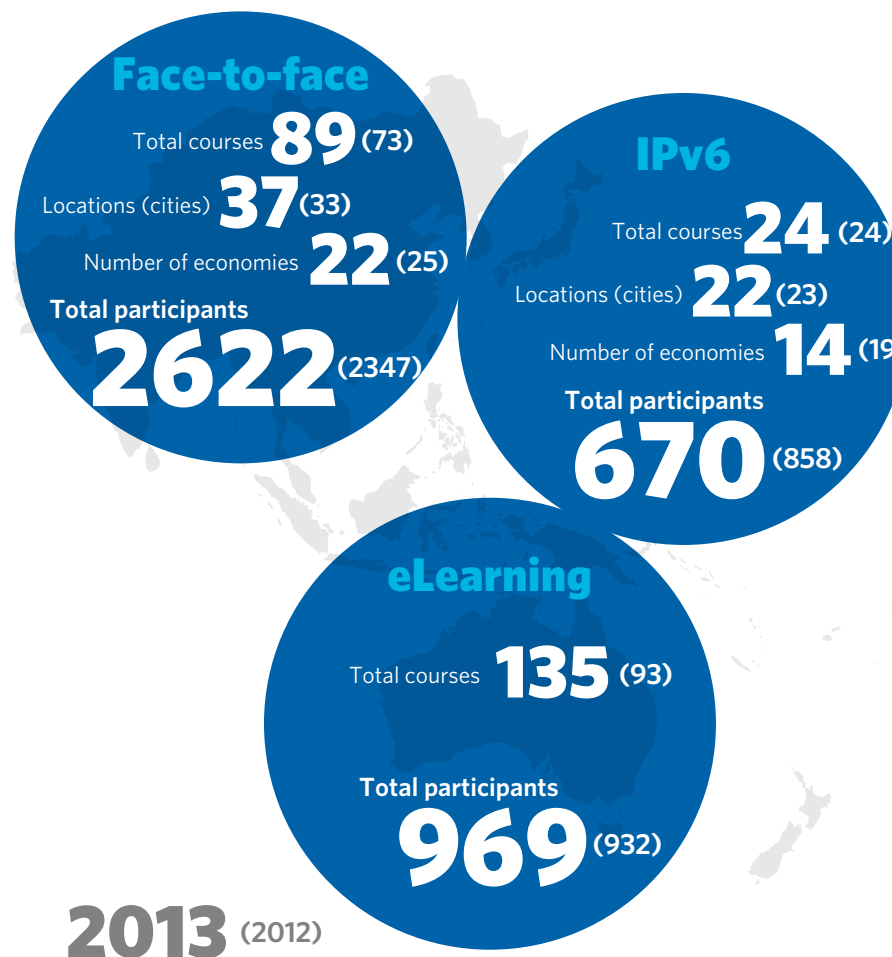 Face-to-face
Total courses 89 (73)
Locations (cities) 37 (33)
Number of economies 22 (25)
Total participants
2622 (2347)
IPv6
Total courses 24 (24)
Locations (cities) 22 (23)
Number of economies 14 (19
Total participants
670 (858)
eLearning
Total courses 135 (93)
Total participants
969 (932)
2013 (2012)